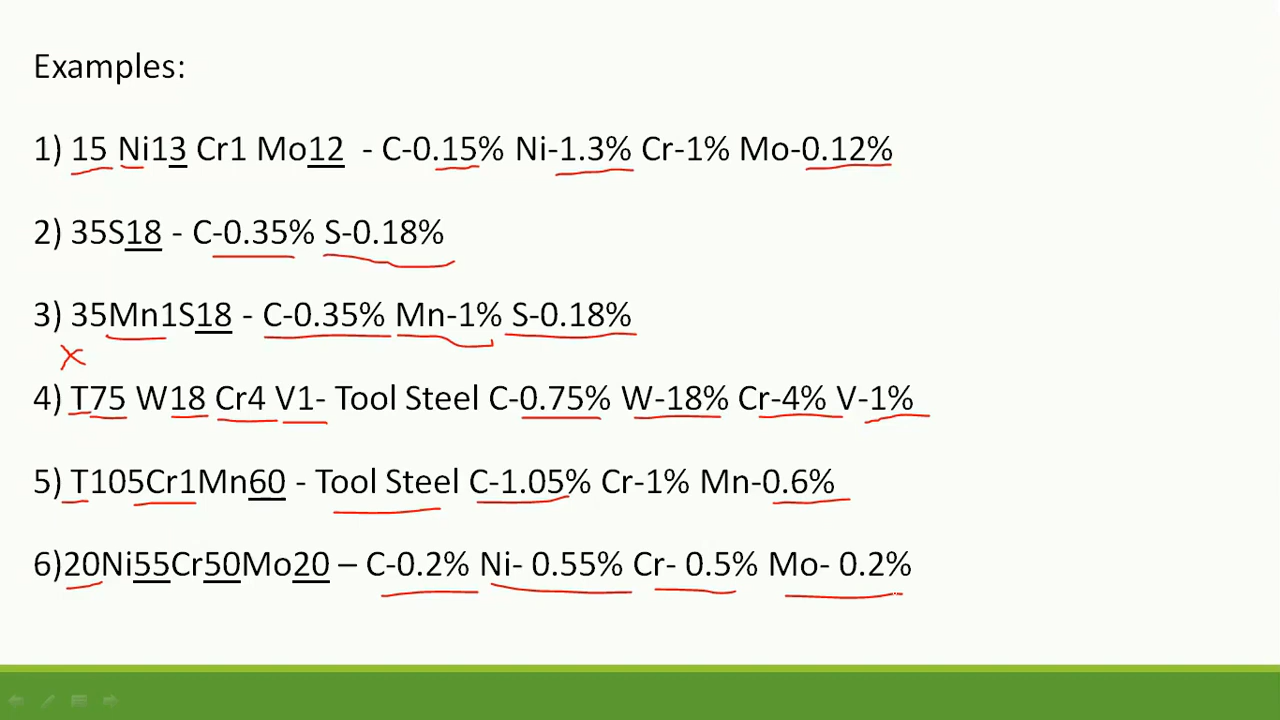 Examples:
1) 15 Ni13 Cr1 Mo12 - C-0.15% Ni-1.3% Cr-1% Mo-0.12%
2) 35S18 - C-0.35% S-0.18%
3) 35Mn1S18 - C-0.35% Mn-1% S-0.18%
4) T75 W18 Cr4 V1- Tool Steel C-0.75% W-18% Cr-4% V-1%
5) T105Cr1Mn60 - Tool Steel C-1.05% Cr-1% Mn-0.6%
6)20Ni55Cr50Mo20 – C-0.2% Ni- 0.55% Cr- 0.5% Mo- 0.2%